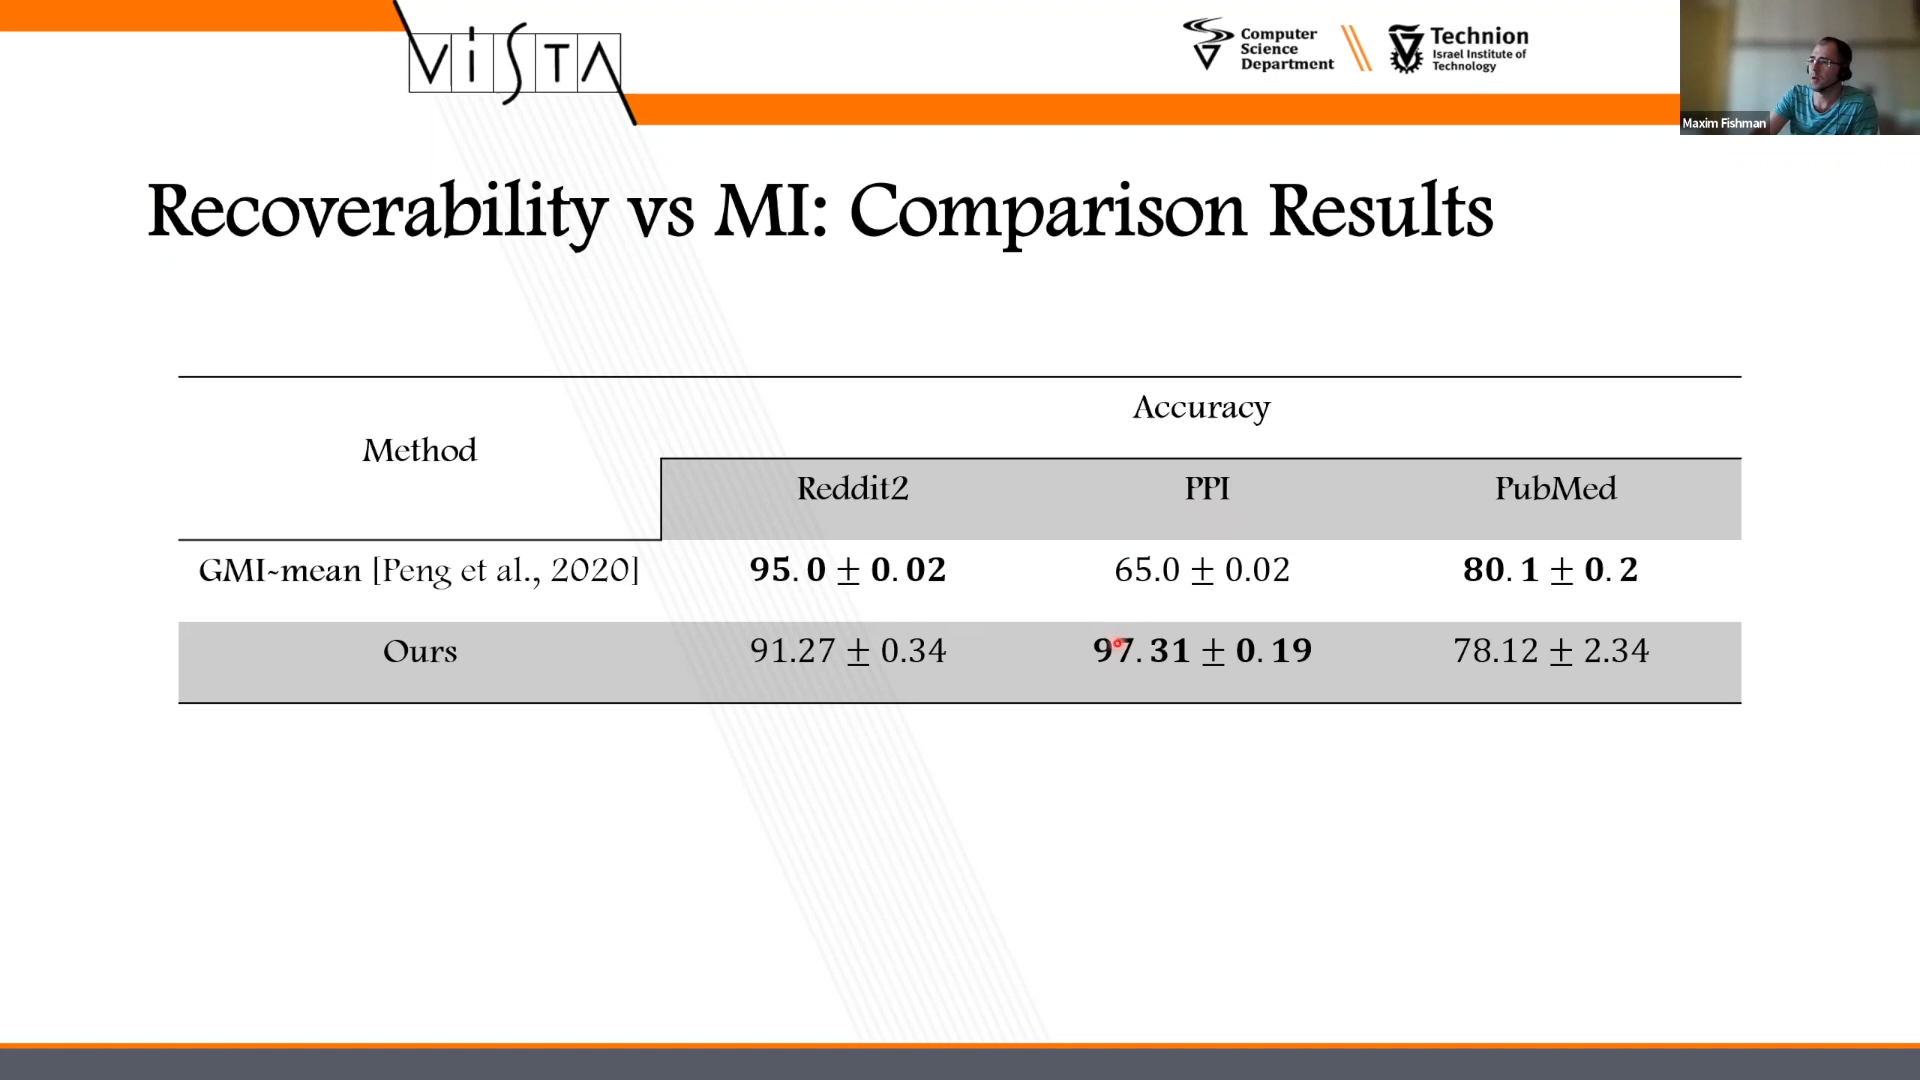 ViSTA
Computer
Science
Department
Technion
Israel Institute of
Technology
Maxim Fishman
Recoverability vs MI: Comparison Results
Method
Accuracy
Reddit2 PPI PubMed
GMI-mean [Peng et al., 2020] 95.0 ± 0.02 65.0 ± 0.02 80.1 ± 0.2
Ours 91.27 ± 0.34 97.31 ± 0.19 78.12 ± 2.34